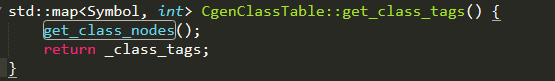 std::map<Symbol, int> CgenClassTable::get_class_tags() {
    get_class_nodes();
    return _class_tags;
}